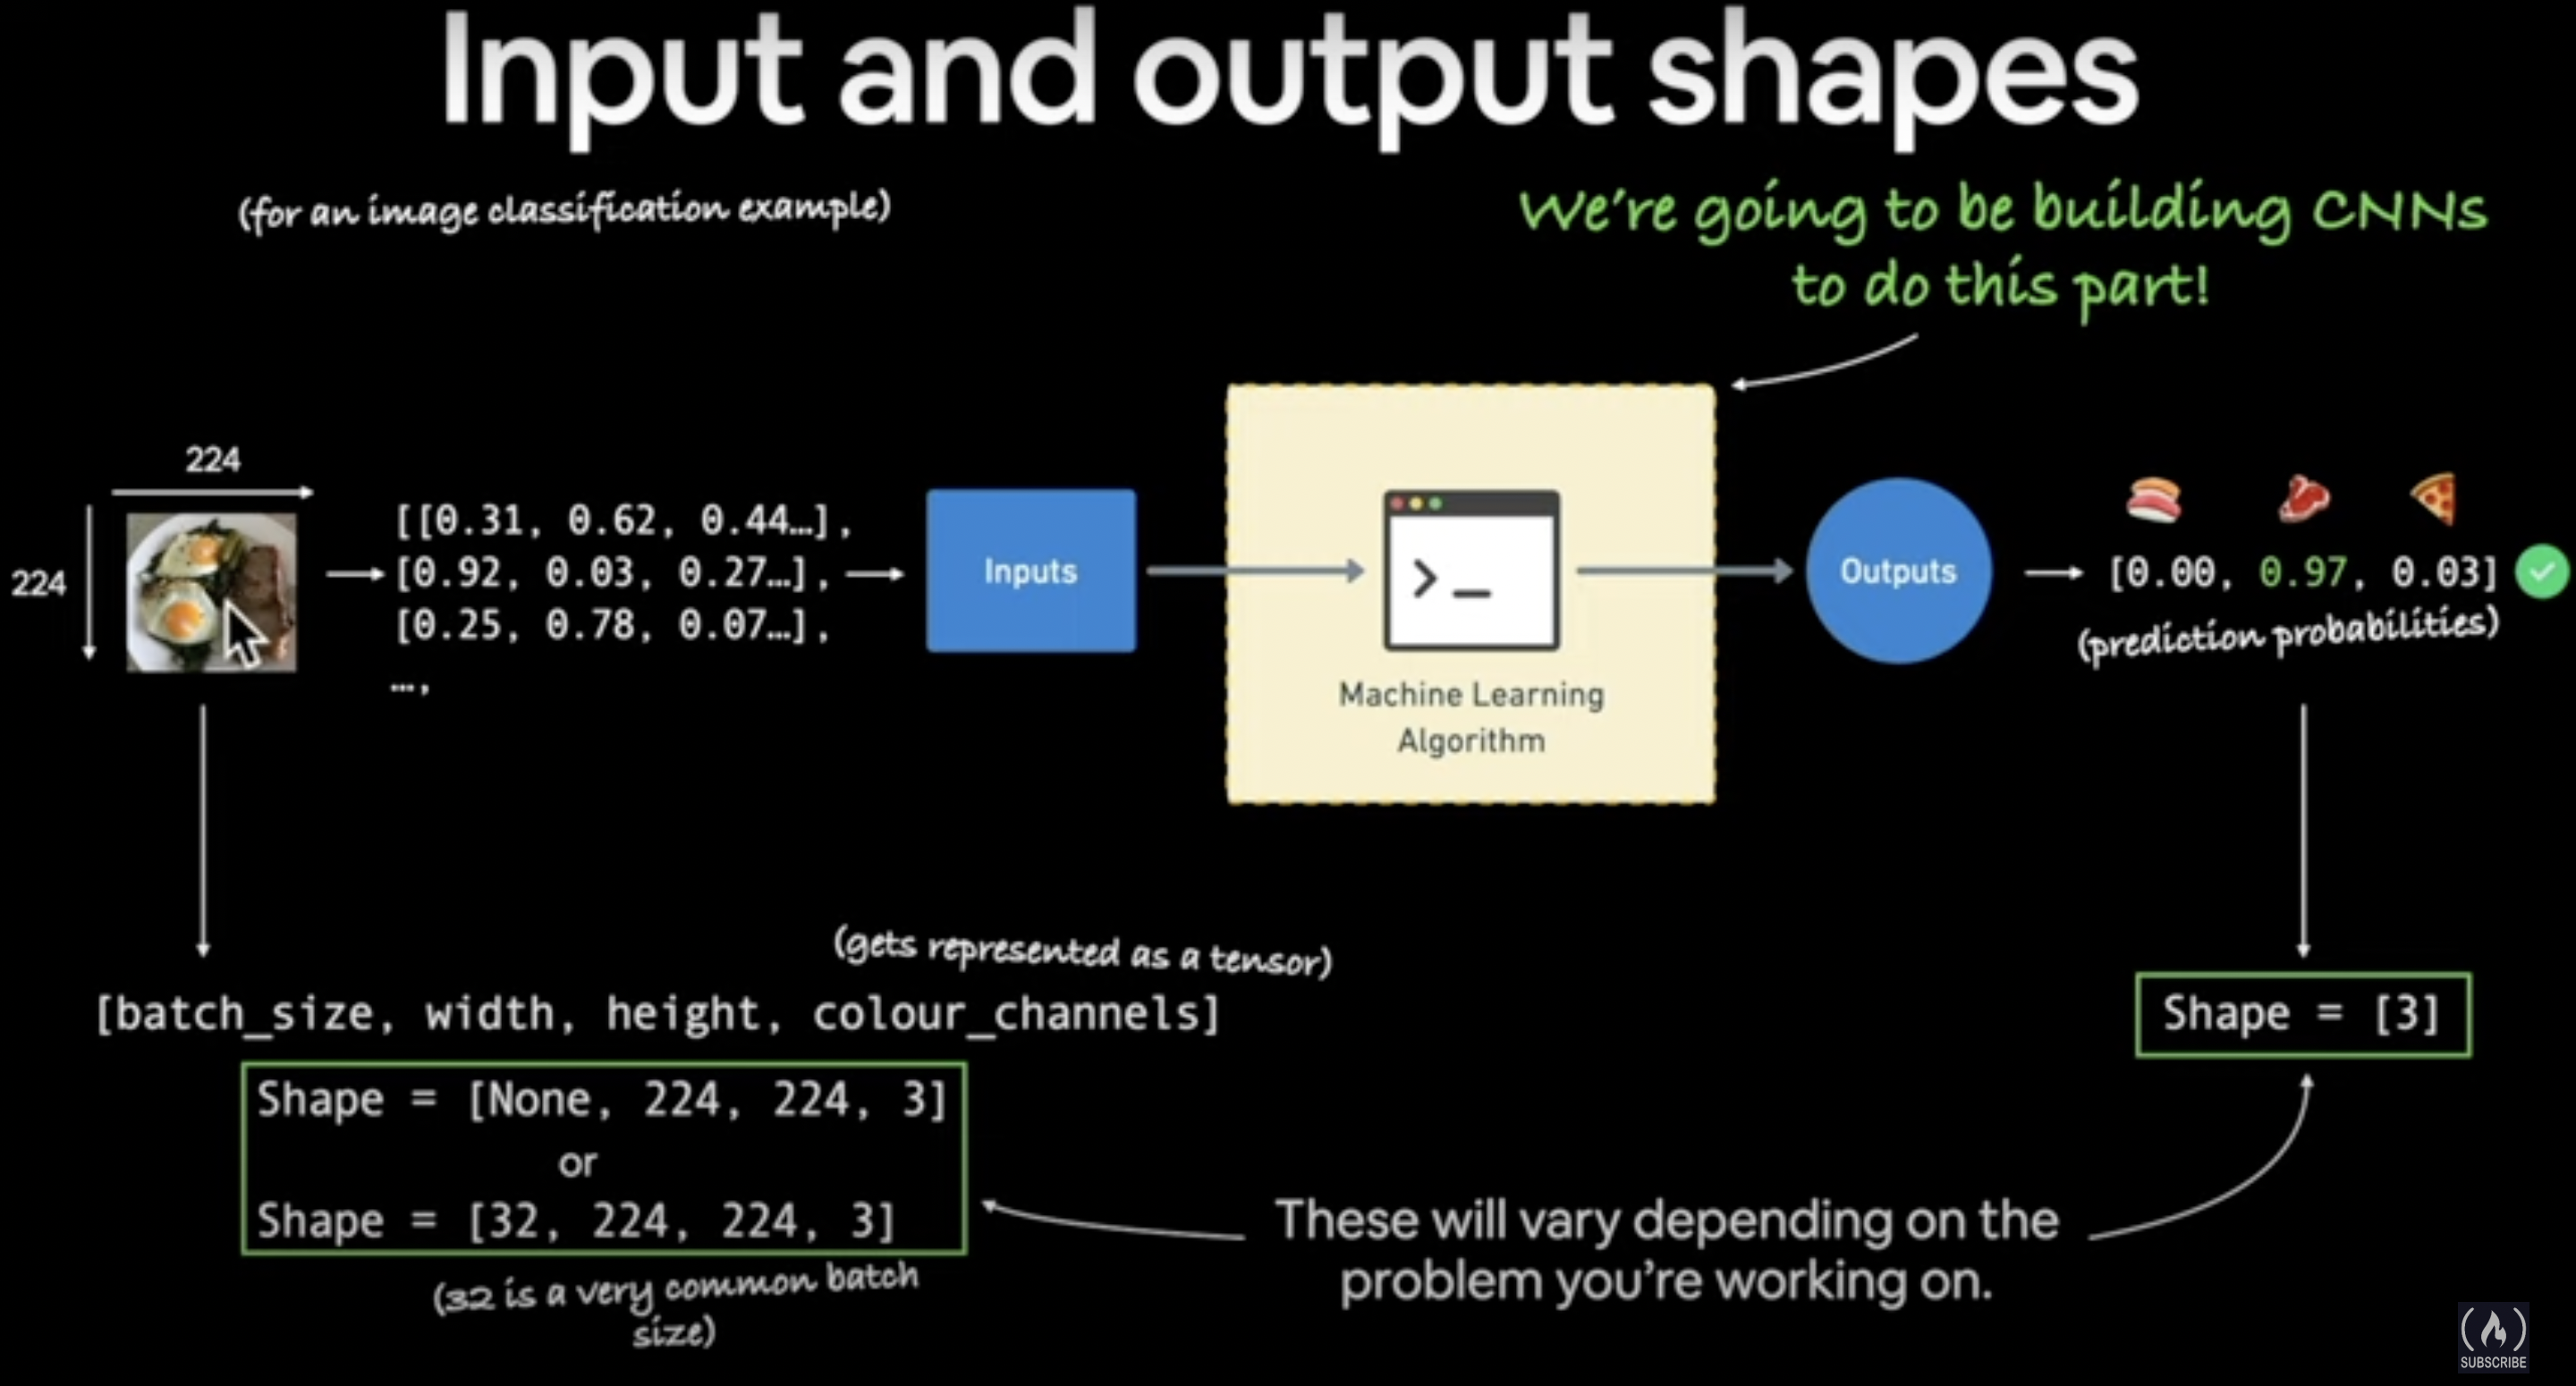 Input and output shapes
(for an image classification example)
We're going to be building CNNs
to do this part!
224
224
[[0.31, 0.62, 0.44…],
[0.92, 0.03, 0.27…],
[0.25, 0.78, 0.07…],
…,
Inputs
Machine Learning
Algorithm
Outputs
[0.00, 0.97, 0.03]
(prediction probabilities)
(gets represented as a tensor)
[batch_size, width, height, colour_channels]
Shape = [None, 224, 224, 3]
or
Shape = [32, 224, 224, 3]
(32 is a very common batch
size)
Shape = [3]
These will vary depending on the
problem you're working on.
SUBSCRIBE